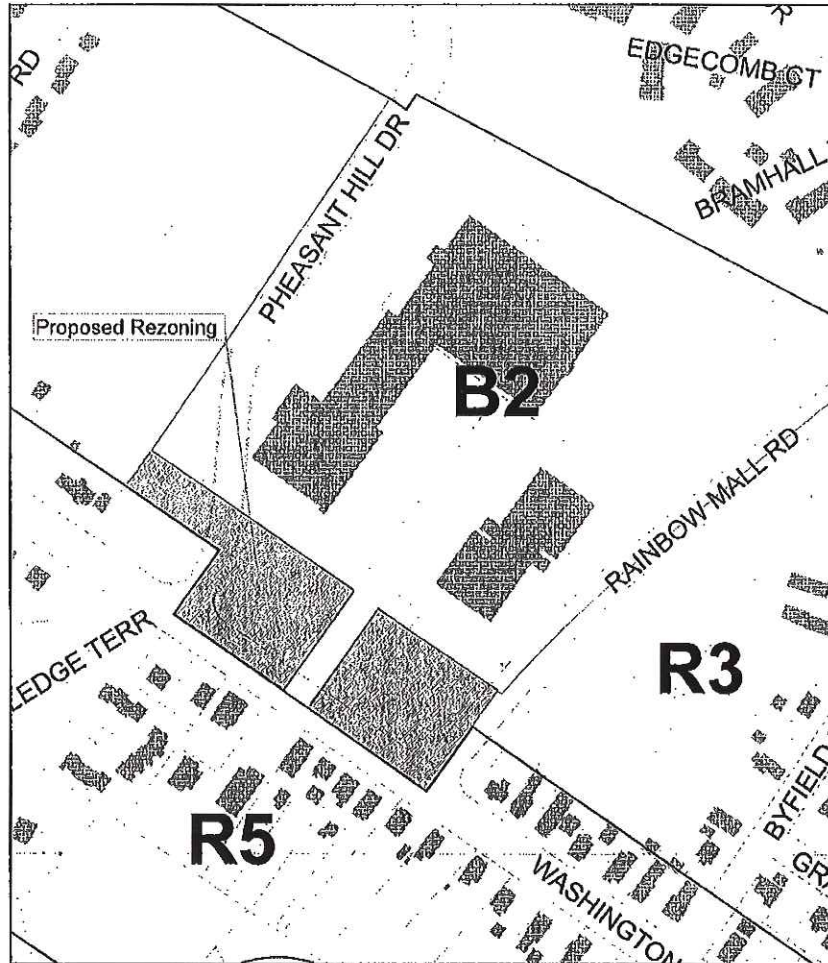 R
EDGECOMB CT
RD
BRAMHALL
PHEASANT HILL DR
Proposed Rezoning
B2
RAINBOW MALL RD
R3
LEDGE TERR
BYFIELD
R5
WASHINGTON
GR